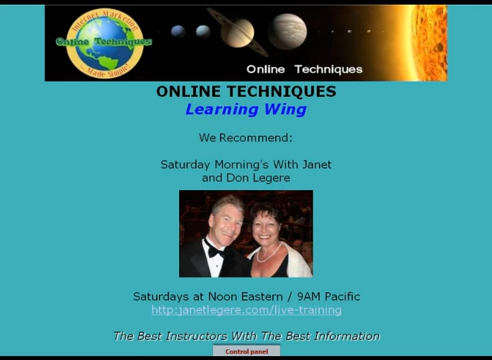 Internet Marketing
Online Techniques
...Made Simple!
Online Techniques
ONLINE TECHNIQUES
Learning Wing
We Recommend:
Saturday Morning's With Janet
and Don Legere
Saturdays at Noon Eastern / 9AM Pacific
http:janetlegere.com/live-training
The Best Instructors With The Best Information
Control panel